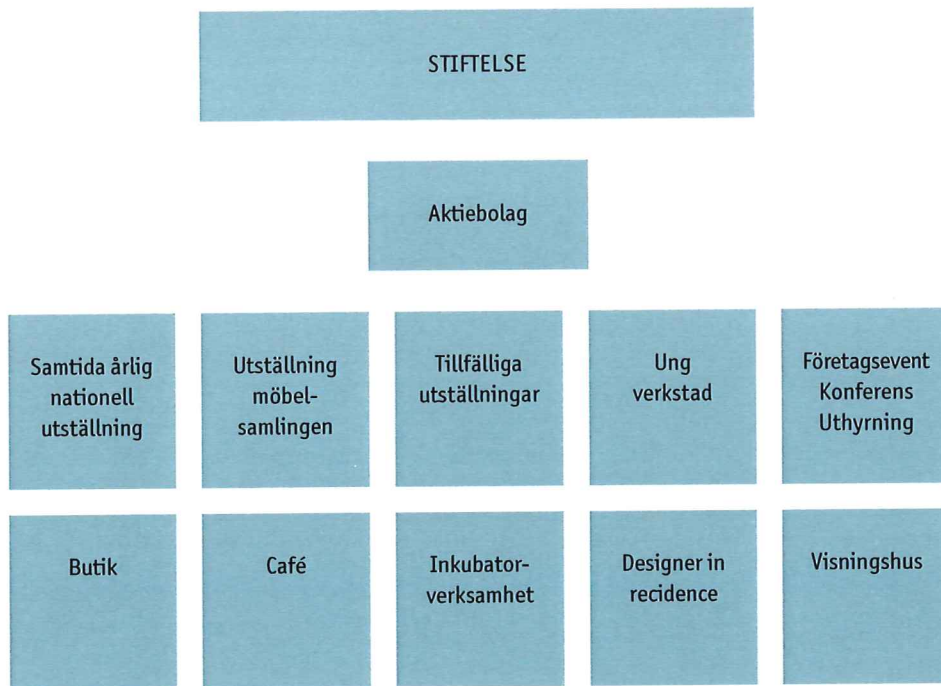 STIFTELSE
Aktiebolag
Samtida årlig
nationell
utställning
Utställning
möbel-
samlingen
Tillfälliga
utställningar
Ung
verkstad
Företagsevent
Konferens
Uthyrning
Butik
Café
Inkubator-
verksamhet
Designer in
recidence
Visningshus